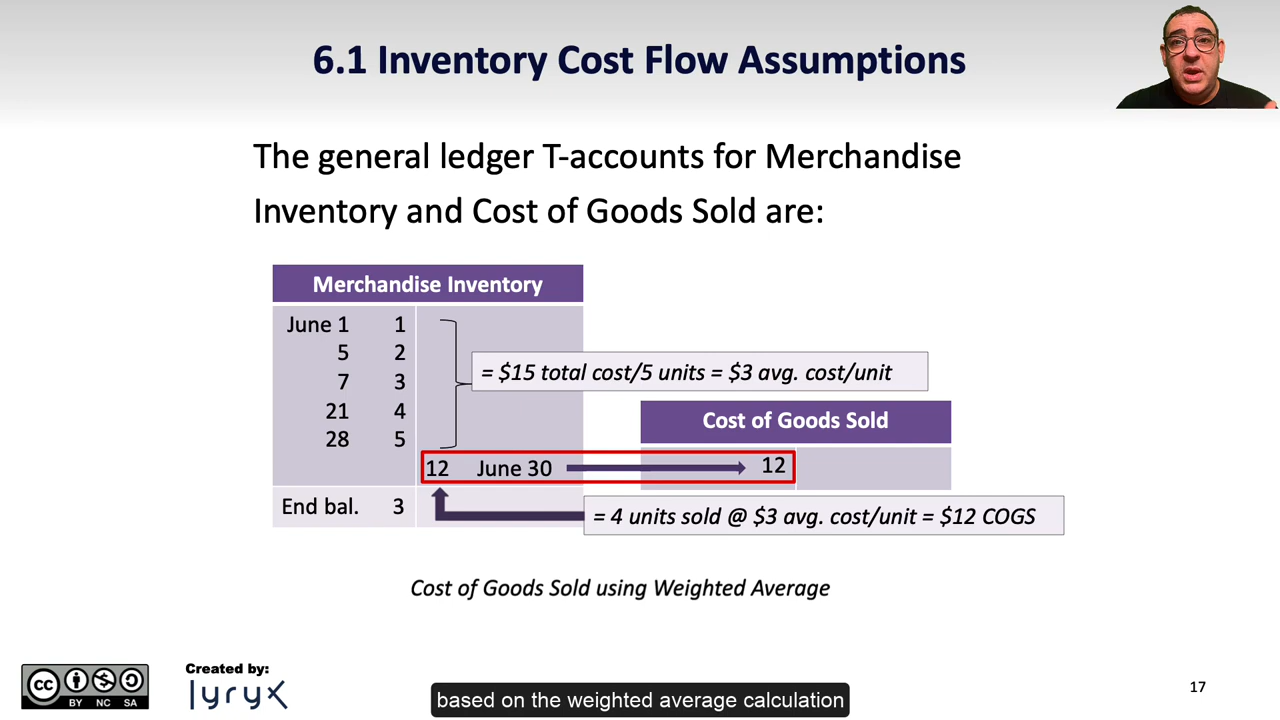 6.1 Inventory Cost Flow Assumptions
The general ledger T-accounts for Merchandise
Inventory and Cost of Goods Sold are:
Merchandise Inventory
June 1 1
5 2
7 3
21 4
28 5
= $15 total cost/5 units = $3 avg. cost/unit
Cost of Goods Sold
12 June 30 12
End bal. 3
= 4 units sold @ $3 avg. cost/unit = $12 COGS
Cost of Goods Sold using Weighted Average
cc BY NC SA
Created by:
lyryx
based on the weighted average calculation
17